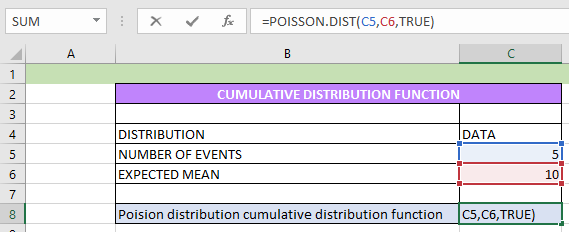 SUM fx =POISSON.DIST(C5,C6,TRUE)
A B C
1
2 CUMULATIVE DISTRIBUTION FUNCTION
3
4 DISTRIBUTION DATA
5 NUMBER OF EVENTS 5
6 EXPECTED MEAN 10
7
8 Poision distribution cumulative distribution function C5,C6,TRUE)